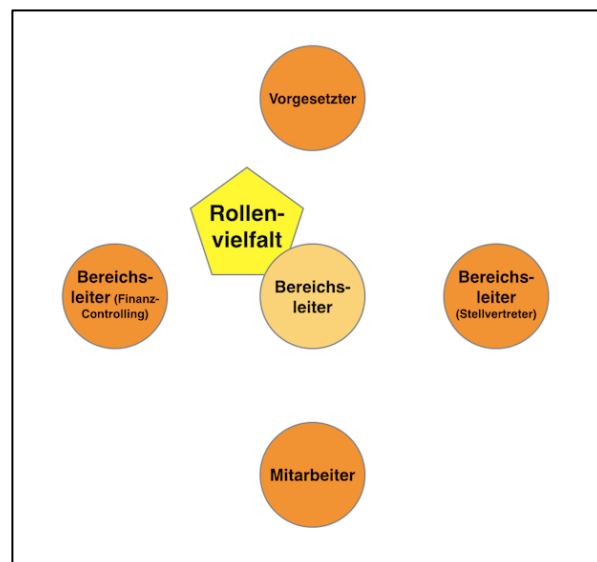 Vorgesetzter
Rollen-
vielfalt
Bereichs-
leiter (Finanz-
Controlling)
Bereichs-
leiter
Bereichs-
leiter
(Stellvertreter)
Mitarbeiter